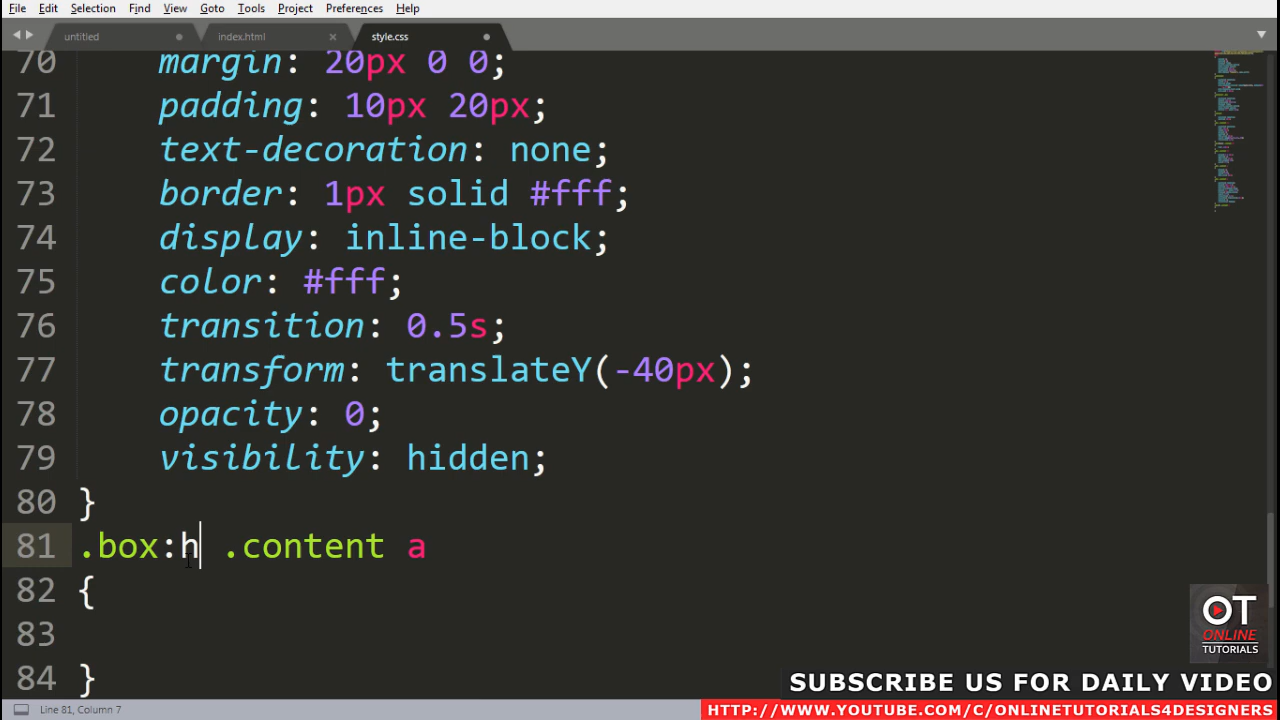 File Edit Selection Find View Goto Tools Project Preferences Help
untitled index.html style.css
70 margin: 20px 0 0;
71 padding: 10px 20px;
72 text-decoration: none;
73 border: 1px solid #fff;
74 display: inline-block;
75 color: #fff;
76 transition: 0.5s;
77 transform: translateY(-40px);
78 opacity: 0;
79 visibility: hidden;
80 }
81 .box:h .content a
82 {
83
84 }
OT
ONLINE
TUTORIALS
SUBSCRIBE US FOR DAILY VIDEO
Line 81, Column 7
HTTP://WWW.YOUTUBE.COM/C/ONLINETUTORIALS4DESIGNERS